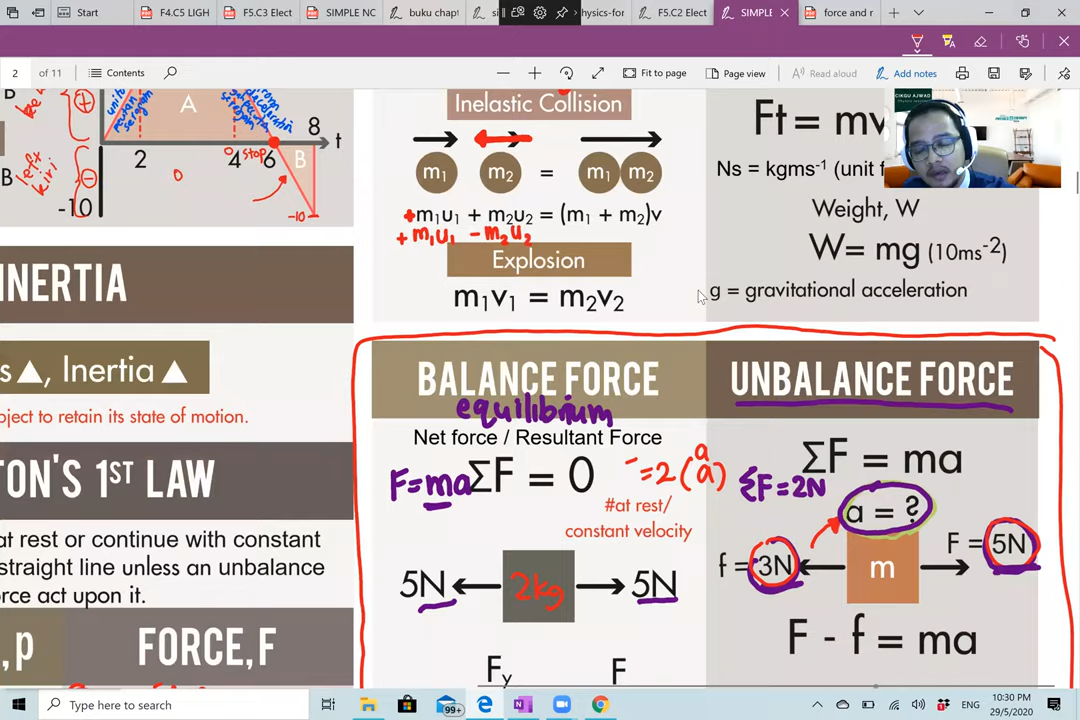 Start
F4.C5 LIGH
F5.C3 Elect
SIMPLE NC
buku chapt
hysics-for
F5.C2 Elect
SIMPLE
force and r
2 of 11
Contents
Fit to page
Page view
Read aloud
Add notes
A
B
8
t
2
4
stop
6
-10
-10
left
kiri
B
INERTIA
s▲, Inertia ▲
bject to retain its state of motion.
TON'S 1ST LAW
at rest or continue with constant
straight line unless an unbalance
orce act upon it.
,p
FORCE,F
Inelastic Collision
m1 m2 = m1 m2
+m1u1 + m2u2 = (m1 + m2)v
+ m1u1 - m2u2
Explosion
m1v1 = m2v2
CIKGU AJWAD
Ft = mv
Ns = kgms-1 (unit f
Weight, W
W= mg (10ms-2)
g = gravitational acceleration
BALANCE FORCE
equilibrium
Net force / Resultant Force
F=ma ΣF = 0
=2(a)
a
#at rest/
constant velocity
5N 2kg 5N
Fy F
UNBALANCE FORCE
ΣF = ma
ΣF=2N
a = ?
f = 3N m F = 5N
F - f = ma
Type here to search
99+
ENG
10:30 PM
29/5/2020